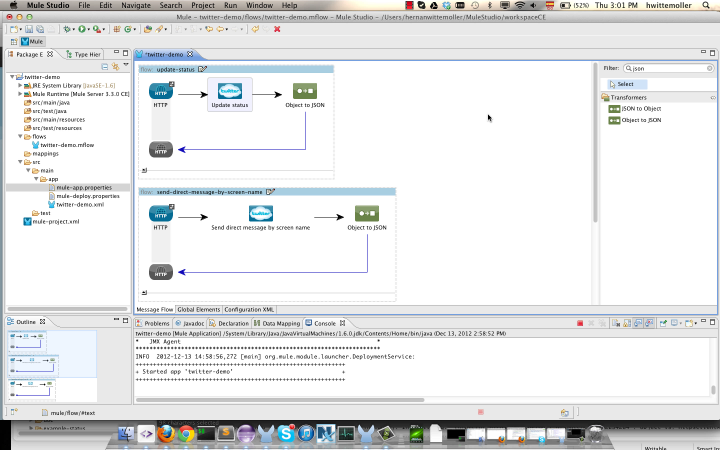 Mule Studio File Edit Navigate Search Project Run Window Help (52%) Thu 3:01 PM hwittemoller
Mule – twitter-demo/flows/twitter-demo.mflow – Mule Studio – /Users/hernanwittemoller/MuleStudio/workspaceCE
Mule
Package E
Type Hier
*twitter-demo
twitter-demo
JRE System Library [JavaSE-1.6]
Mule Runtime [Mule Server 3.3.0 CE]
src/main/java
src/test/java
src/main/resources
src/test/resources
flows
twitter-demo.mflow
mappings
src
main
app
mule-app.properties
mule-deploy.properties
twitter-demo.xml
test
mule-project.xml
flow: update-status
HTTP
twitter
HTTP
Update status
Object to JSON
HTTP
flow: send-direct-message-by-screen-name
HTTP
twitter
HTTP
Send direct message by screen name
Object to JSON
HTTP
Message Flow Global Elements Configuration XML
Filter: json
Select
Transformers
JSON to Object
Object to JSON
Outline
Problems Javadoc Declaration Data Mapping Console
twitter-demo [Mule Application] /System/Library/Java/JavaVirtualMachines/1.6.0.jdk/Contents/Home/bin/java (Dec 13, 2012 2:58:52 PM)
* JMX Agent *
INFO 2012-12-13 14:58:56,272 [main] org.mule.module.launcher.DeploymentService:
+ Started app 'twitter-demo' +
mule/flow/#text
example-status
Writable